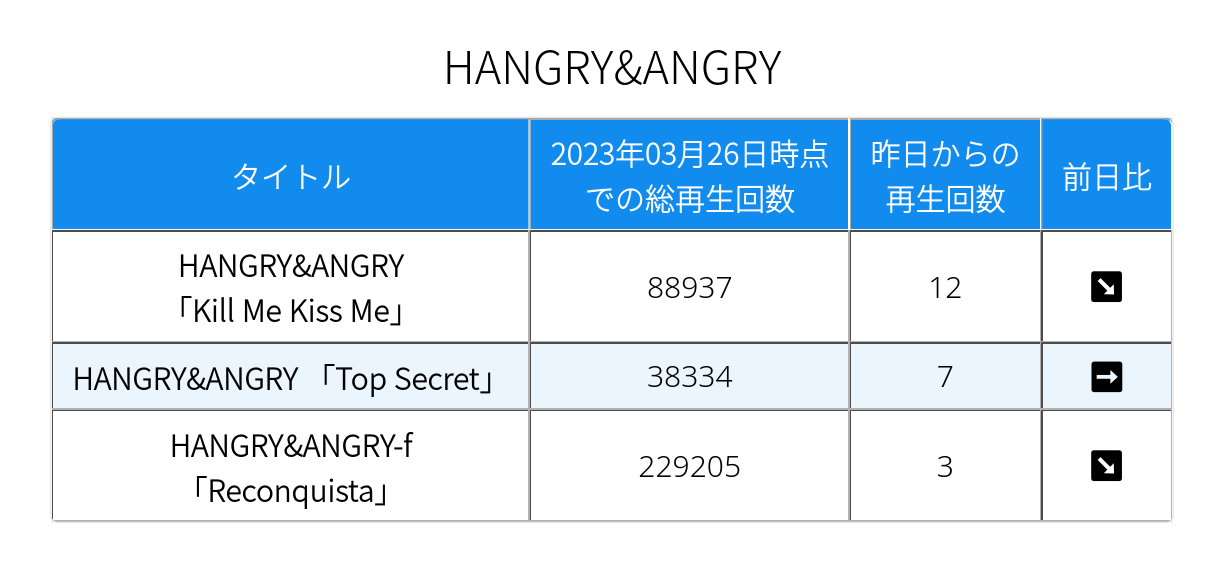 HANGRY&ANGRY
タイトル
2023年03月26日時点
での総再生回数
昨日からの
再生回数
前日比
HANGRY&ANGRY
「Kill Me Kiss Me」
88937
12
↘
HANGRY&ANGRY 「Top Secret」
38334
7
➡
HANGRY&ANGRY-f
「Reconquista」
229205
3
↘